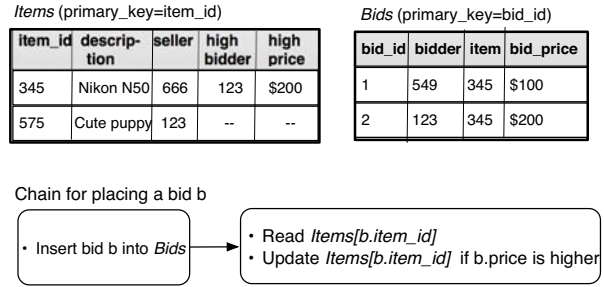 Items (primary_key=item_id)
item_id descrip-tion seller high bidder high price
345 Nikon N50 666 123 $200
575 Cute puppy 123 -- --
Bids (primary_key=bid_id)
bid_id bidder item bid_price
1 549 345 $100
2 123 345 $200
Chain for placing a bid b
• Insert bid b into Bids
• Read Items[b.item_id]
• Update Items[b.item_id] if b.price is higher